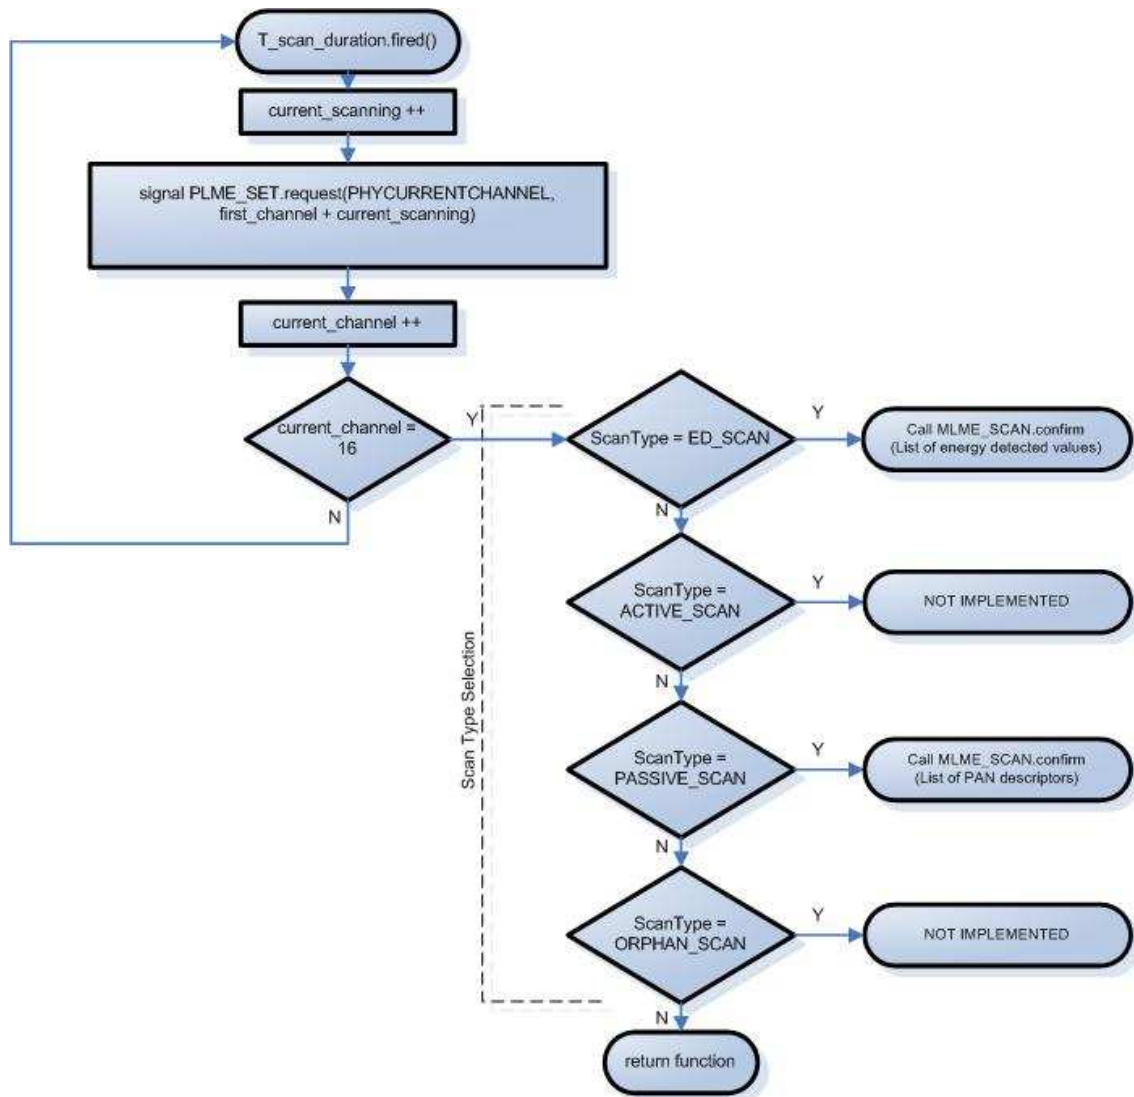 T_scan_duration.fired()
current_scanning ++
signal PLME_SET.request(PHYCURRENTCHANNEL,
first_channel + current_scanning)
current_channel ++
current_channel =
16
Y
N
Scan Type Selection
ScanType = ED_SCAN
Y
Call MLME_SCAN.confirm
(List of energy detected values)
N
ScanType =
ACTIVE_SCAN
Y
NOT IMPLEMENTED
N
ScanType =
PASSIVE_SCAN
Y
Call MLME_SCAN.confirm
(List of PAN descriptors)
N
ScanType =
ORPHAN_SCAN
Y
NOT IMPLEMENTED
N
return function